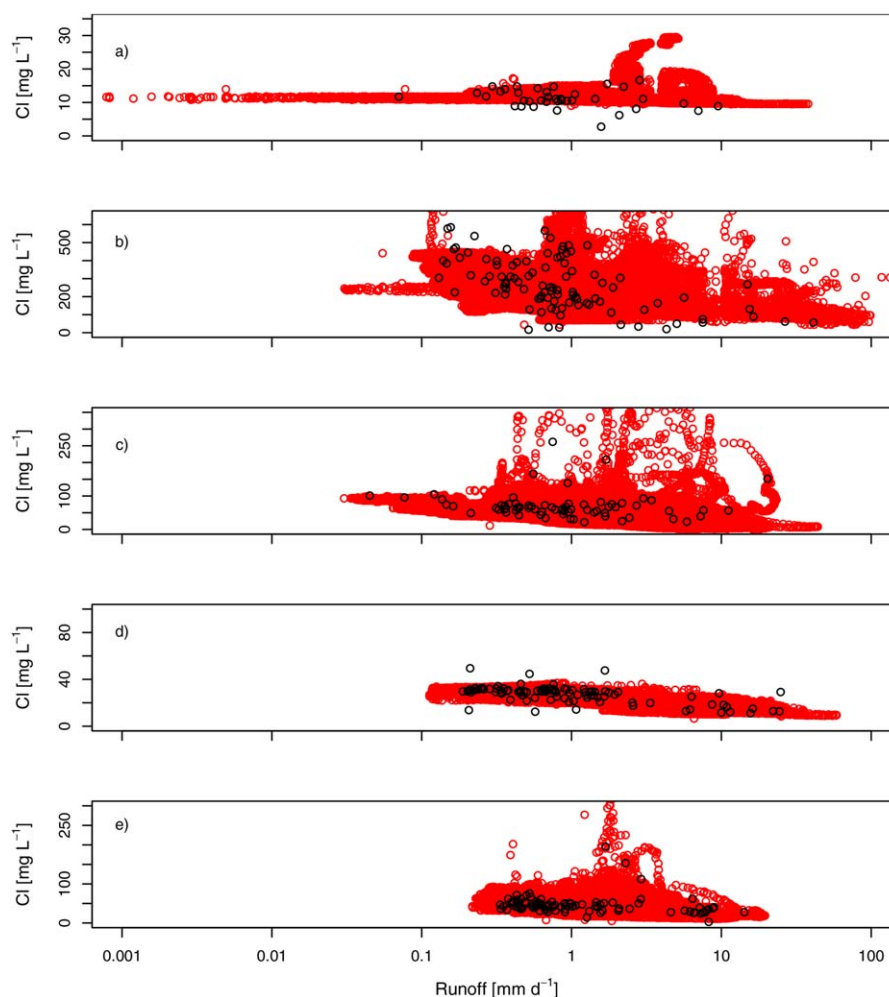 a)
Cl [mg L⁻¹]
0 10 20 30
b)
Cl [mg L⁻¹]
0 200 500
c)
Cl [mg L⁻¹]
0 100 250
d)
Cl [mg L⁻¹]
0 40 80
e)
Cl [mg L⁻¹]
0 100 250
0.001 0.01 0.1 1 10 100
Runoff [mm d⁻¹]